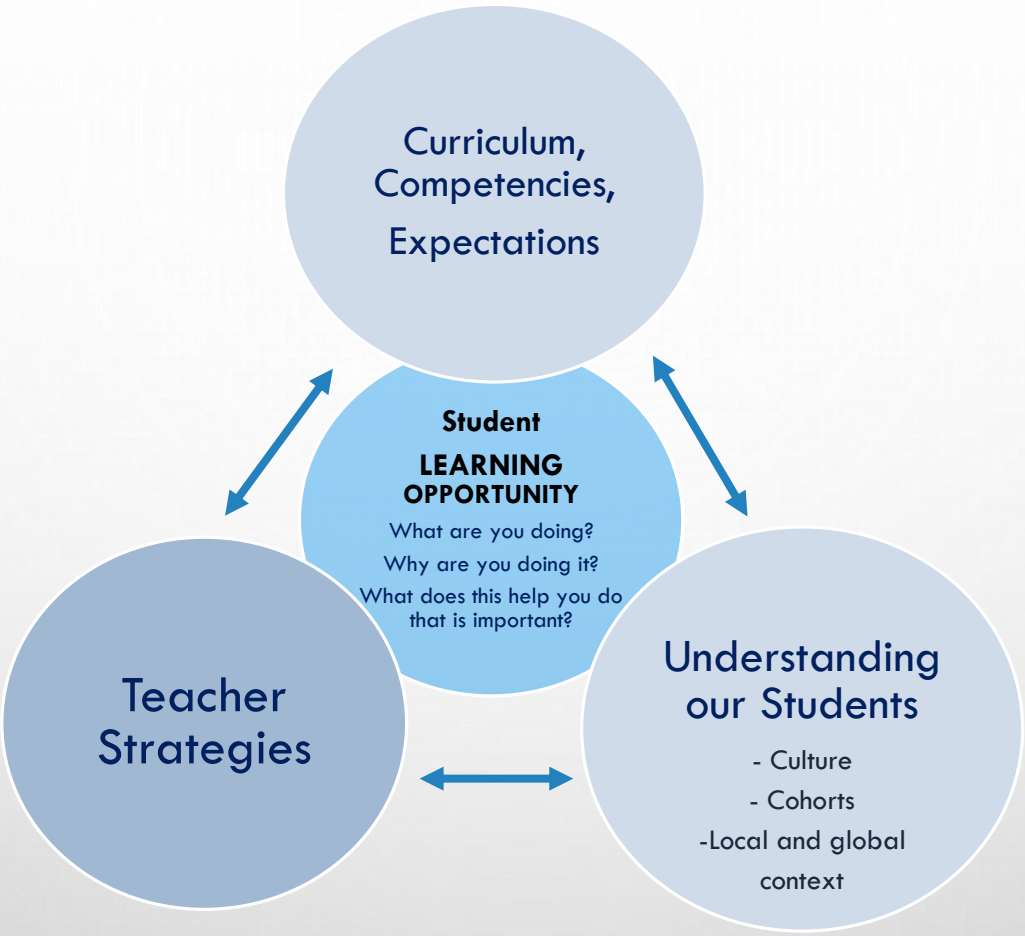 Curriculum,
Competencies,
Expectations
Student
LEARNING
OPPORTUNITY
What are you doing?
Why are you doing it?
What does this help you do
that is important?
Teacher
Strategies
Understanding
our Students
- Culture
- Cohorts
-Local and global
context